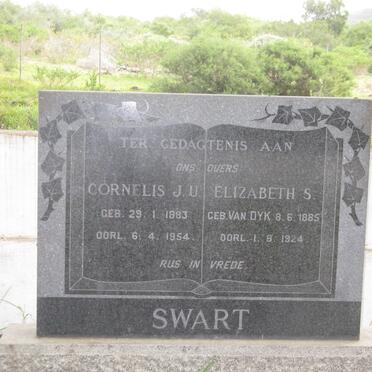 TER GEDAGTENIS AAN
ONS OUERS
CORNELIS J.U. ELIZABETH S.
GEB. 29.1.1883 GEB. VAN DYK 8.6.1885
OORL. 6.4.1954. OORL. 1.9.1924
RUS IN VREDE.
SWART